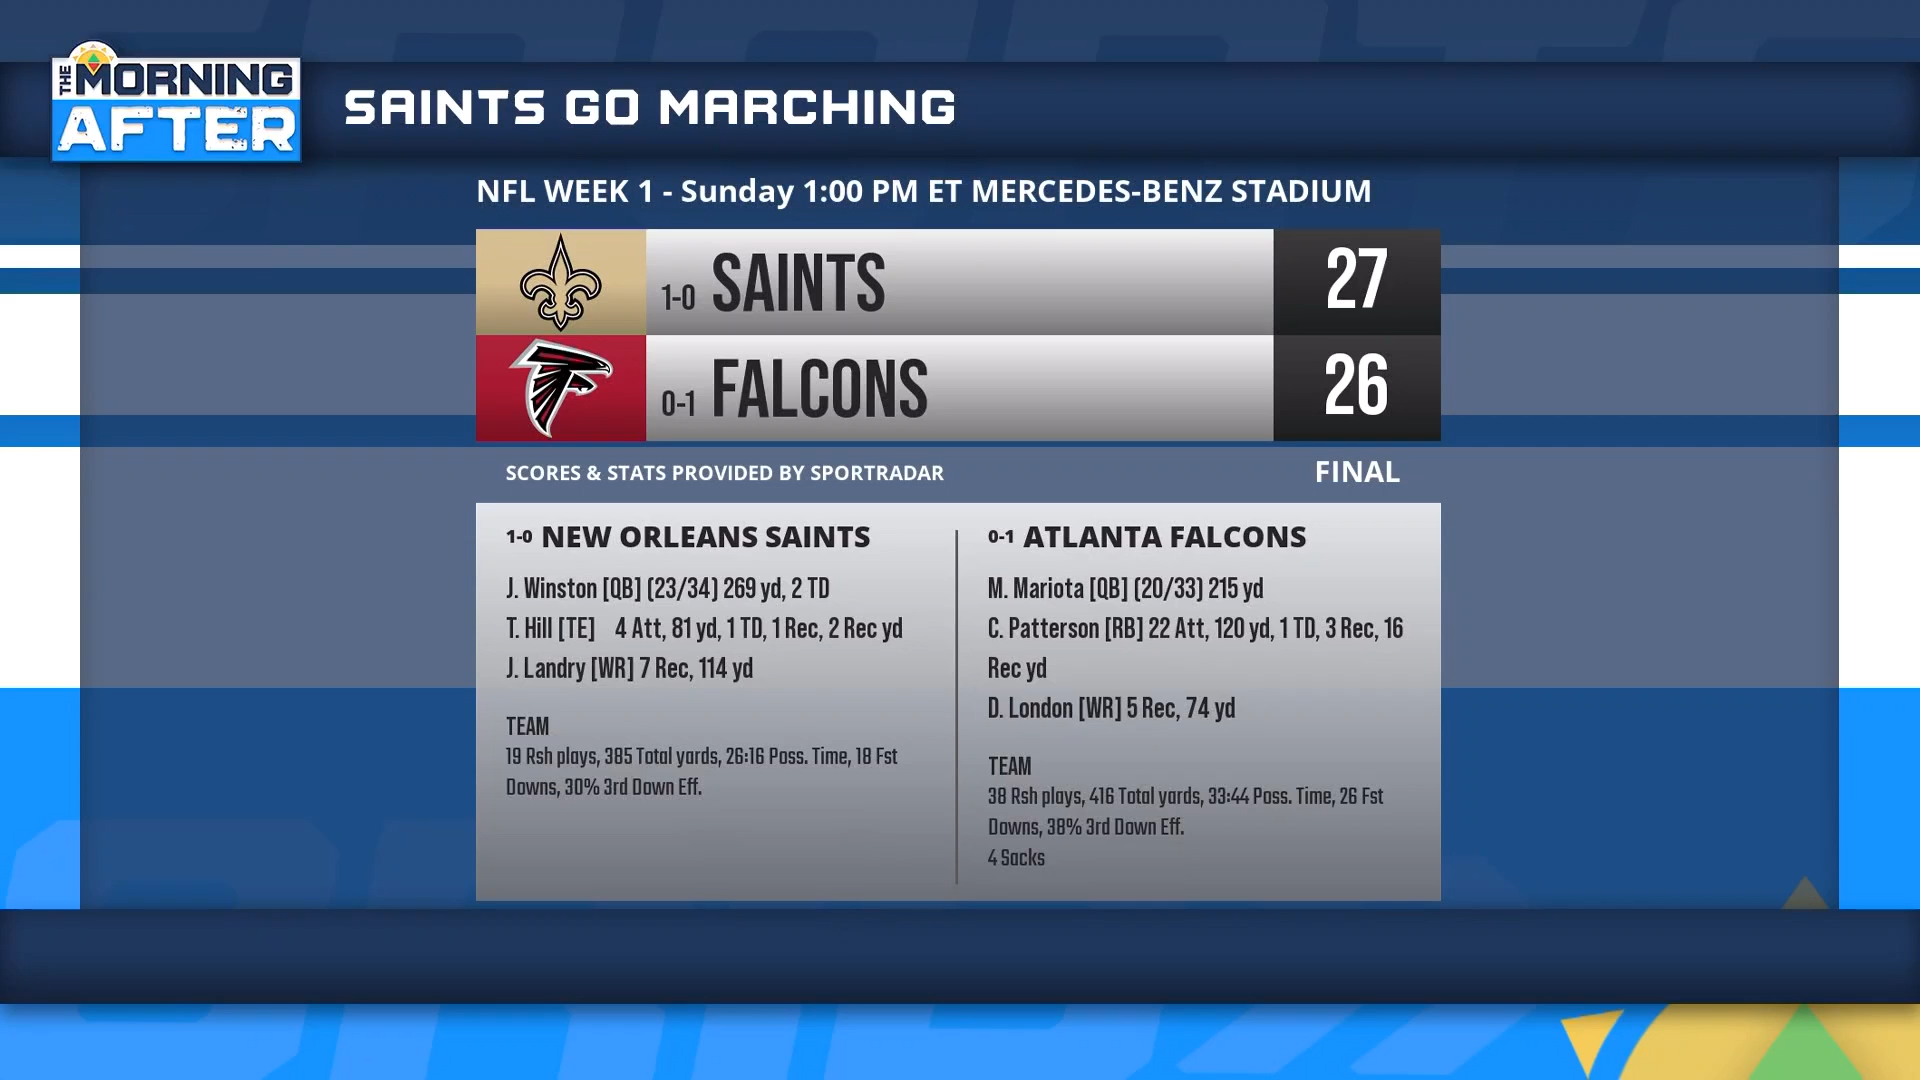 THE MORNING
AFTER
SAINTS GO MARCHING
NFL WEEK 1 - Sunday 1:00 PM ET MERCEDES-BENZ STADIUM
1-0 SAINTS 27
0-1 FALCONS 26
SCORES & STATS PROVIDED BY SPORTRADAR FINAL
1-0 NEW ORLEANS SAINTS
J. Winston [QB] (23/34) 269 yd, 2 TD
T. Hill [TE] 4 Att, 81 yd, 1 TD, 1 Rec, 2 Rec yd
J. Landry [WR] 7 Rec, 114 yd
TEAM
19 Rsh plays, 385 Total yards, 26:16 Poss. Time, 18 Fst
Downs, 30% 3rd Down Eff.
0-1 ATLANTA FALCONS
M. Mariota [QB] (20/33) 215 yd
C. Patterson [RB] 22 Att, 120 yd, 1 TD, 3 Rec, 16
Rec yd
D. London [WR] 5 Rec, 74 yd
TEAM
38 Rsh plays, 416 Total yards, 33:44 Poss. Time, 26 Fst
Downs, 38% 3rd Down Eff.
4 Sacks